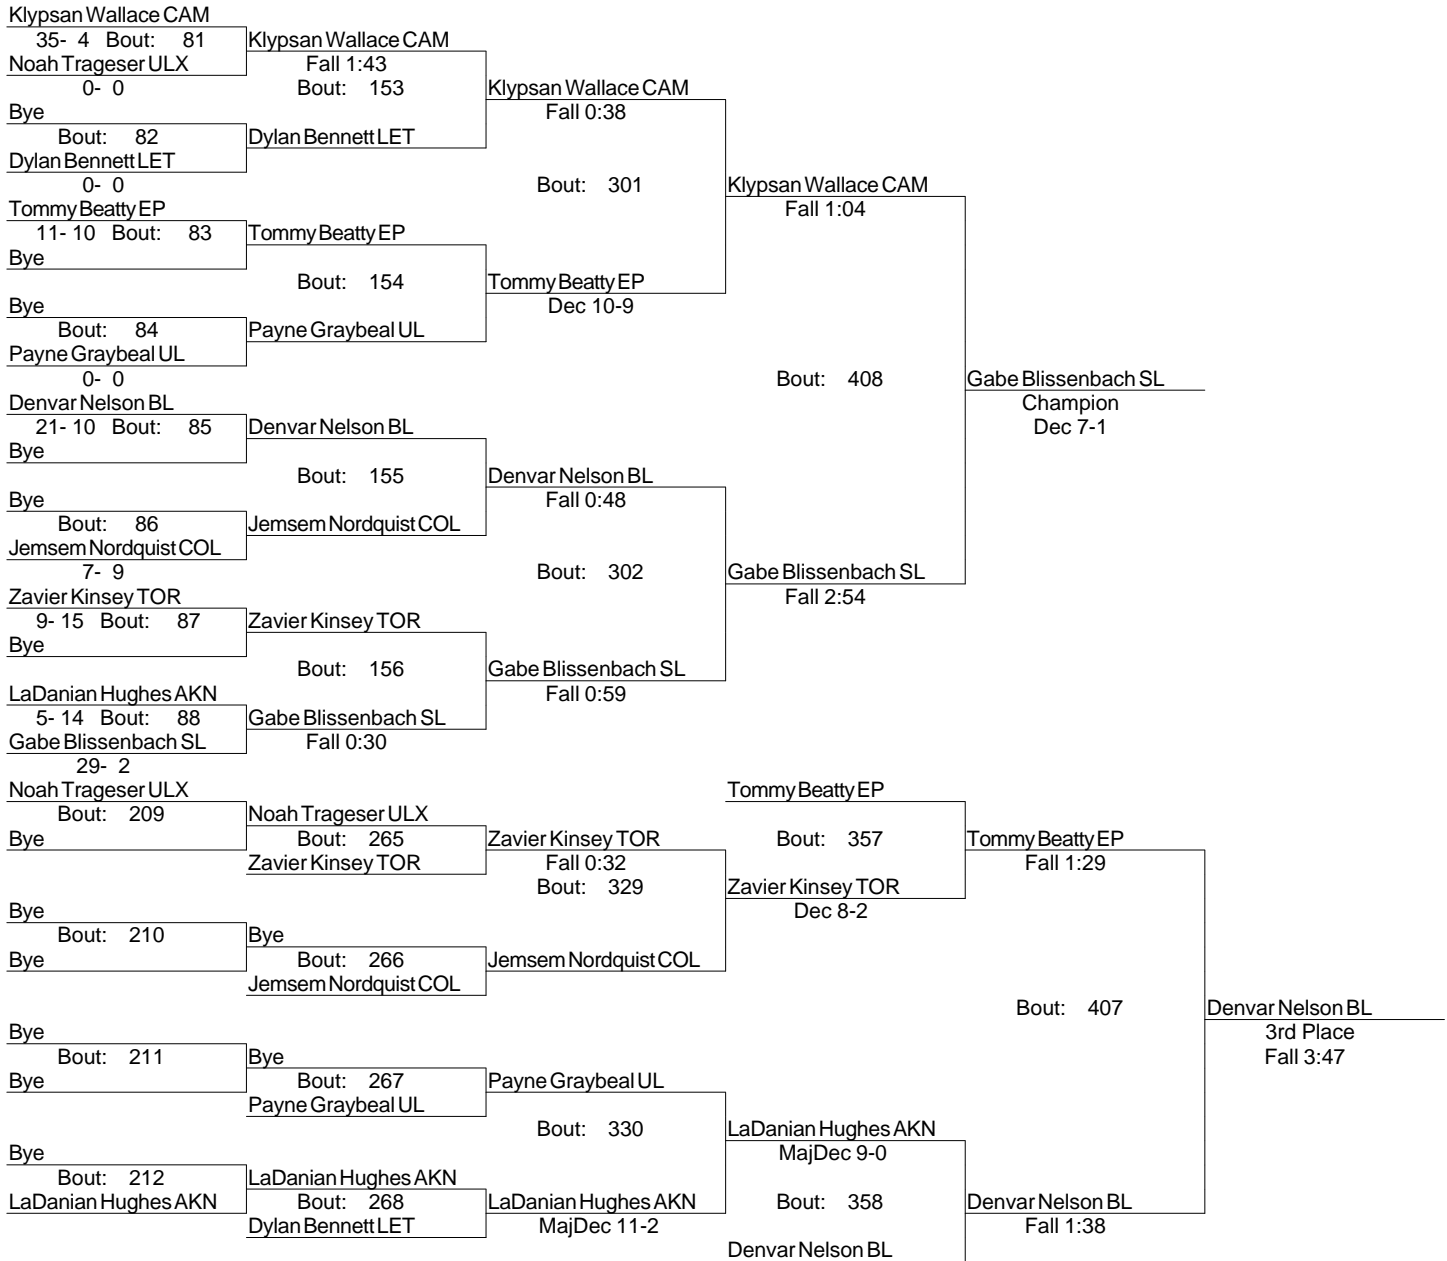 Klypsan Wallace CAM
35- 4 Bout: 81 Klypsan Wallace CAM
Noah Trageser ULX Fall 1:43
0- 0 Bout: 153 Klypsan Wallace CAM
Bye Fall 0:38
Bout: 82 Dylan Bennett LET
Dylan Bennett LET
0- 0 Bout: 301 Klypsan Wallace CAM
Tommy Beatty EP Fall 1:04
11- 10 Bout: 83 Tommy Beatty EP
Bye
Bout: 154 Tommy Beatty EP
Bye Dec 10-9
Bout: 84 Payne Graybeal UL
Payne Graybeal UL
0- 0 Bout: 408 Gabe Blissenbach SL
Denvar Nelson BL Champion
21- 10 Bout: 85 Denvar Nelson BL Dec 7-1
Bye
Bout: 155 Denvar Nelson BL
Bye Fall 0:48
Bout: 86 Jemsem Nordquist COL
Jemsem Nordquist COL
7- 9 Bout: 302 Gabe Blissenbach SL
Zavier Kinsey TOR Fall 2:54
9- 15 Bout: 87 Zavier Kinsey TOR
Bye
Bout: 156 Gabe Blissenbach SL
LaDanian Hughes AKN Fall 0:59
5- 14 Bout: 88 Gabe Blissenbach SL
Gabe Blissenbach SL Fall 0:30
29- 2
Noah Trageser ULX Tommy Beatty EP
Bout: 209 Noah Trageser ULX
Bye Bout: 265 Zavier Kinsey TOR Bout: 357 Tommy Beatty EP
Zavier Kinsey TOR Fall 0:32 Fall 1:29
Bout: 329 Zavier Kinsey TOR
Bye Dec 8-2
Bout: 210 Bye
Bye Bout: 266 Jemsem Nordquist COL
Jemsem Nordquist COL
Bout: 407 Denvar Nelson BL
Bye 3rd Place
Bout: 211 Bye Fall 3:47
Bye Bout: 267 Payne Graybeal UL
Payne Graybeal UL
Bout: 330 LaDanian Hughes AKN
Bye MajDec 9-0
Bout: 212 LaDanian Hughes AKN
LaDanian Hughes AKN Bout: 268 LaDanian Hughes AKN Bout: 358 Denvar Nelson BL
Dylan Bennett LET MajDec 11-2 Fall 1:38
Denvar Nelson BL